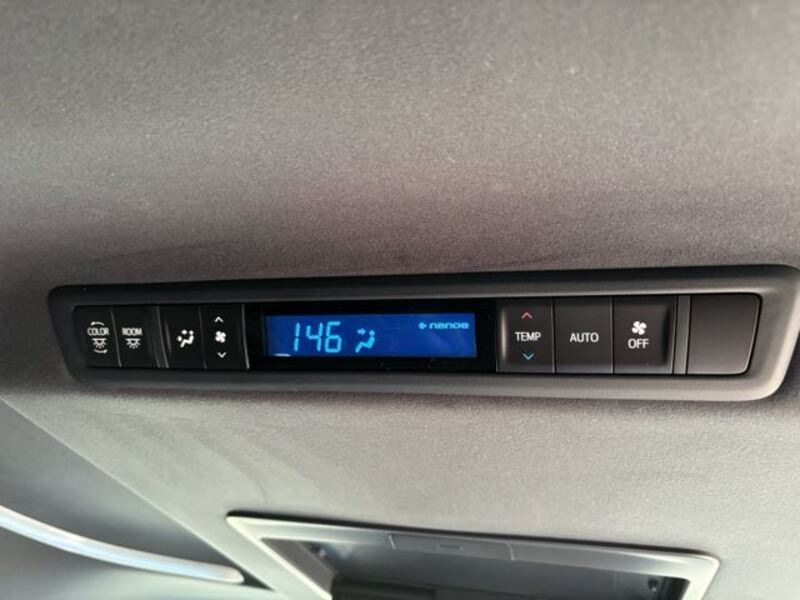 COLOR
ROOM
146
nanoe
TEMP
AUTO
OFF